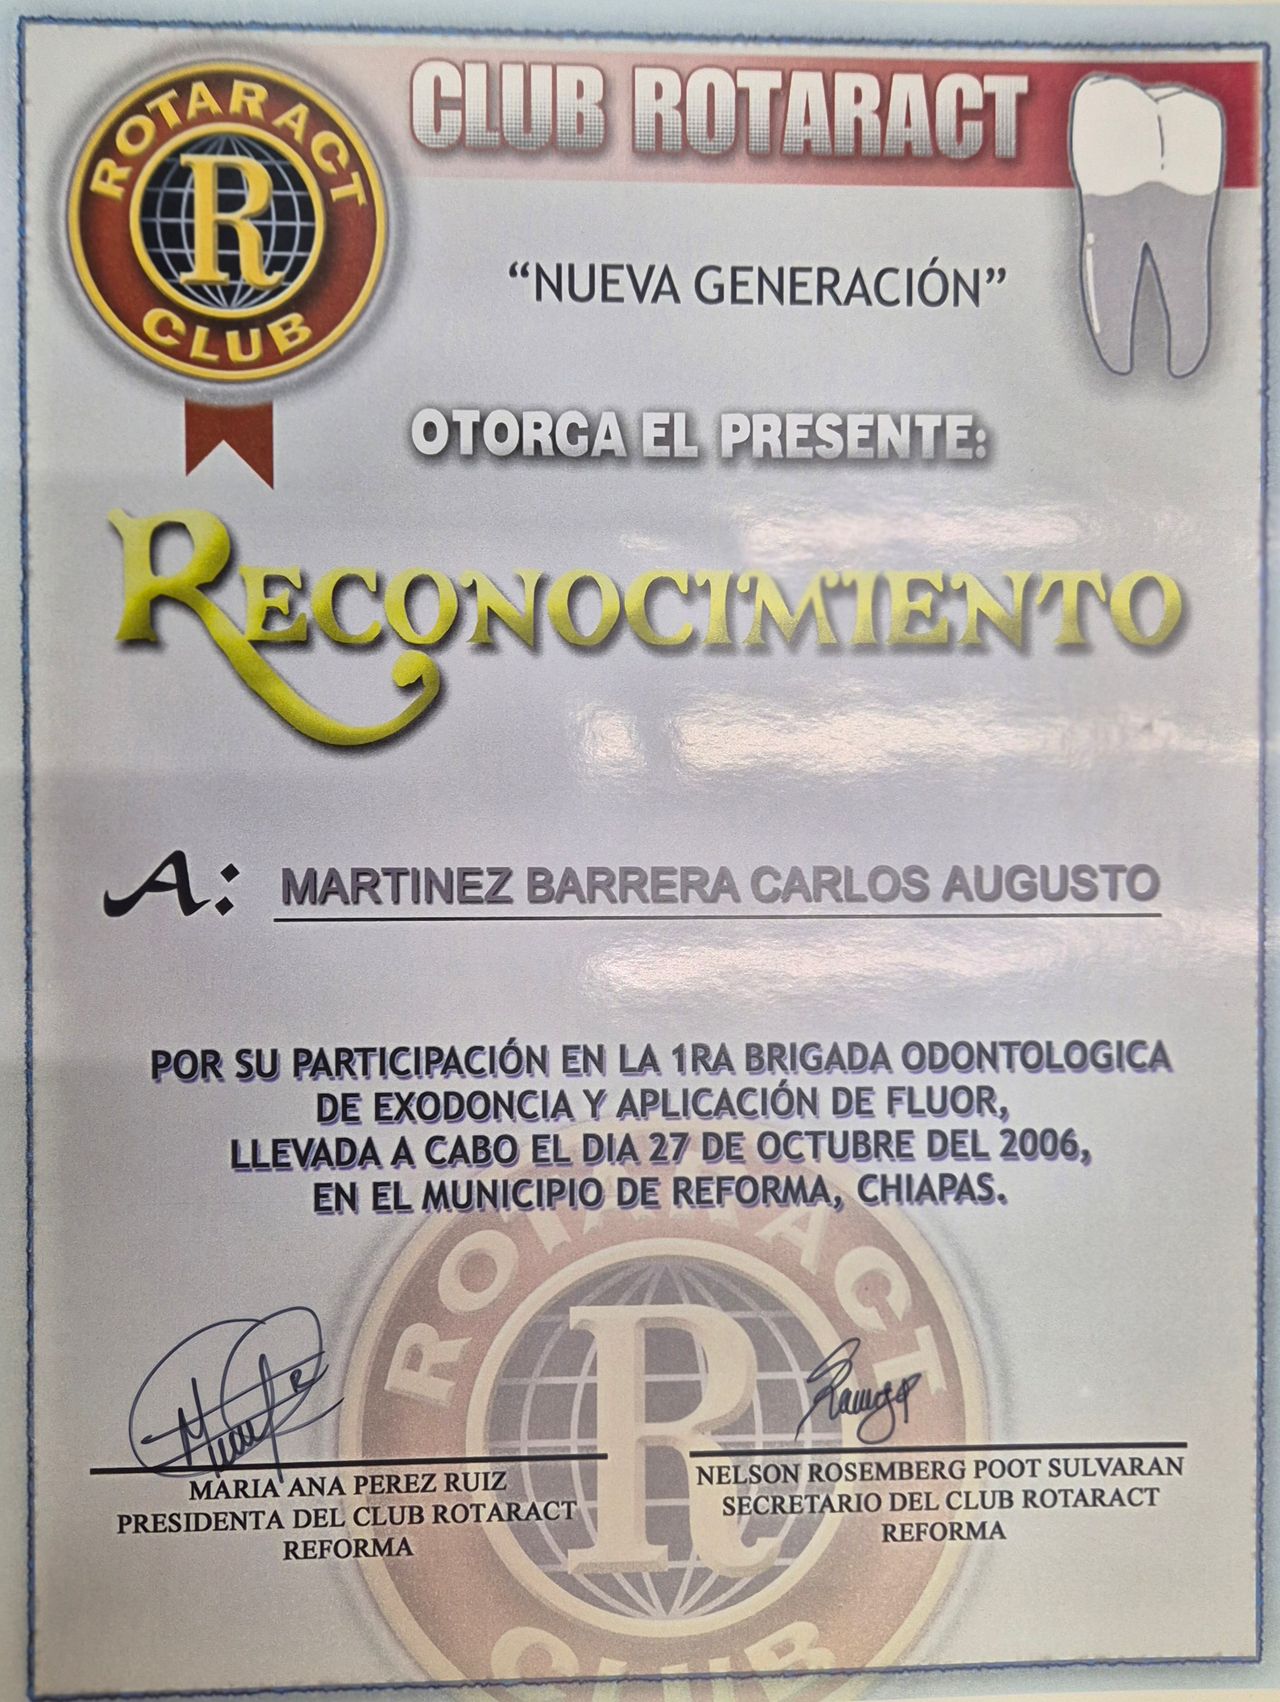 ROTARACT
R
CLUB
CLUB ROTARACT
“NUEVA GENERACIÓN”
OTORGA EL PRESENTE:
RECONOCIMIENTO
A: MARTINEZ BARRERA CARLOS AUGUSTO
POR SU PARTICIPACIÓN EN LA 1RA BRIGADA ODONTOLOGICA
DE EXODONCIA Y APLICACIÓN DE FLUOR,
LLEVADA A CABO EL DIA 27 DE OCTUBRE DEL 2006,
EN EL MUNICIPIO DE REFORMA, CHIAPAS.
ROTARACT
R
CLUB
MARIA ANA PEREZ RUIZ
PRESIDENTA DEL CLUB ROTARACT
REFORMA
NELSON ROSEMBERG POOT SULVARAN
SECRETARIO DEL CLUB ROTARACT
REFORMA